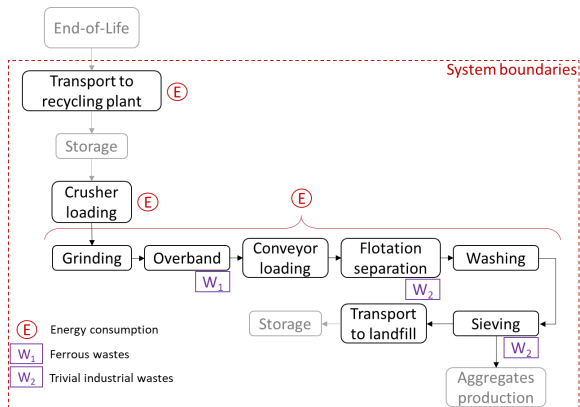 End-of-Life
System boundaries
Transport to
recycling plant
E
Storage
Crusher
loading
E
E
Grinding
Overband
Conveyor
loading
Flotation
separation
Washing
W1
W2
Storage
Transport
to landfill
Sieving
W2
Aggregates
production
E Energy consumption
W1 Ferrous wastes
W2 Trivial industrial wastes